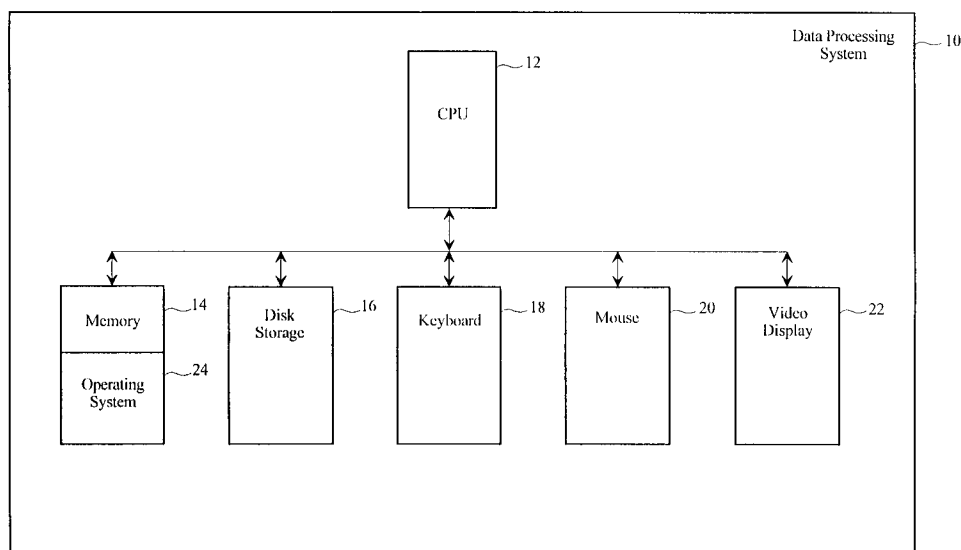 Data Processing
System
10
12
CPU
14
Memory
24
Operating
System
16
Disk
Storage
18
Keyboard
20
Mouse
22
Video
Display